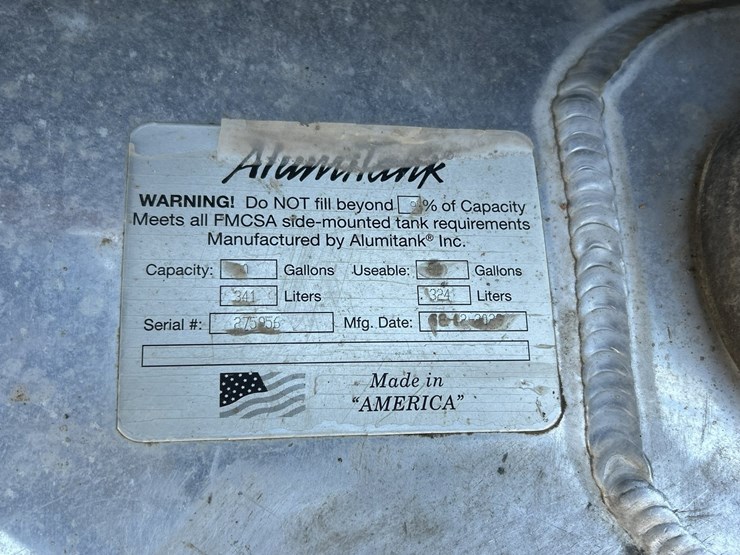 Alumitank®
WARNING! Do NOT fill beyond % of Capacity
Meets all FMCSA side-mounted tank requirements
Manufactured by Alumitank® Inc.
Capacity: Gallons Useable: Gallons
341 Liters 324 Liters
Serial #: 275956 Mfg. Date:
Made in
"AMERICA"